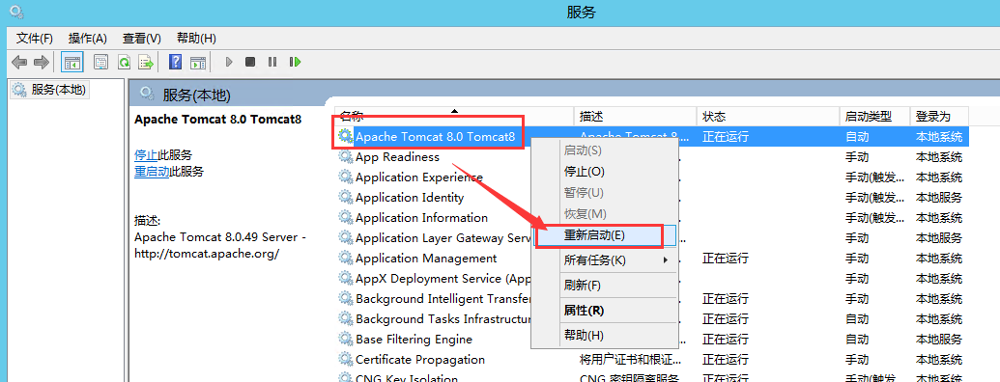 服务
文件(F) 操作(A) 查看(V) 帮助(H)
服务(本地)
服务(本地)
Apache Tomcat 8.0 Tomcat8
停止此服务
重启动此服务
描述:
Apache Tomcat 8.0.49 Server -
http://tomcat.apache.org/
名称 描述 状态 启动类型 登录为
Apache Tomcat 8.0 Tomcat8 Apache Tomcat 8.... 正在运行 自动 本地系统
App Readiness 手动 本地系统
Application Experience 手动(触发... 本地系统
Application Identity 手动(触发... 本地服务
Application Information 手动(触发... 本地系统
Application Layer Gateway Serv 手动 本地服务
Application Management 正在运行 手动 本地系统
AppX Deployment Service (App 手动 本地系统
Background Intelligent Transfer 正在运行 手动 本地系统
Background Tasks Infrastructur 正在运行 自动 本地系统
Base Filtering Engine 正在运行 自动 本地服务
Certificate Propagation 将用户证书和根证... 正在运行 手动 本地系统
CNG Key Isolation CNG 密钥隔离服务 正在运行 手动(触发... 本地系统
启动(S)
停止(O)
暂停(U)
恢复(M)
重新启动(E)
所有任务(K)
刷新(F)
属性(R)
帮助(H)